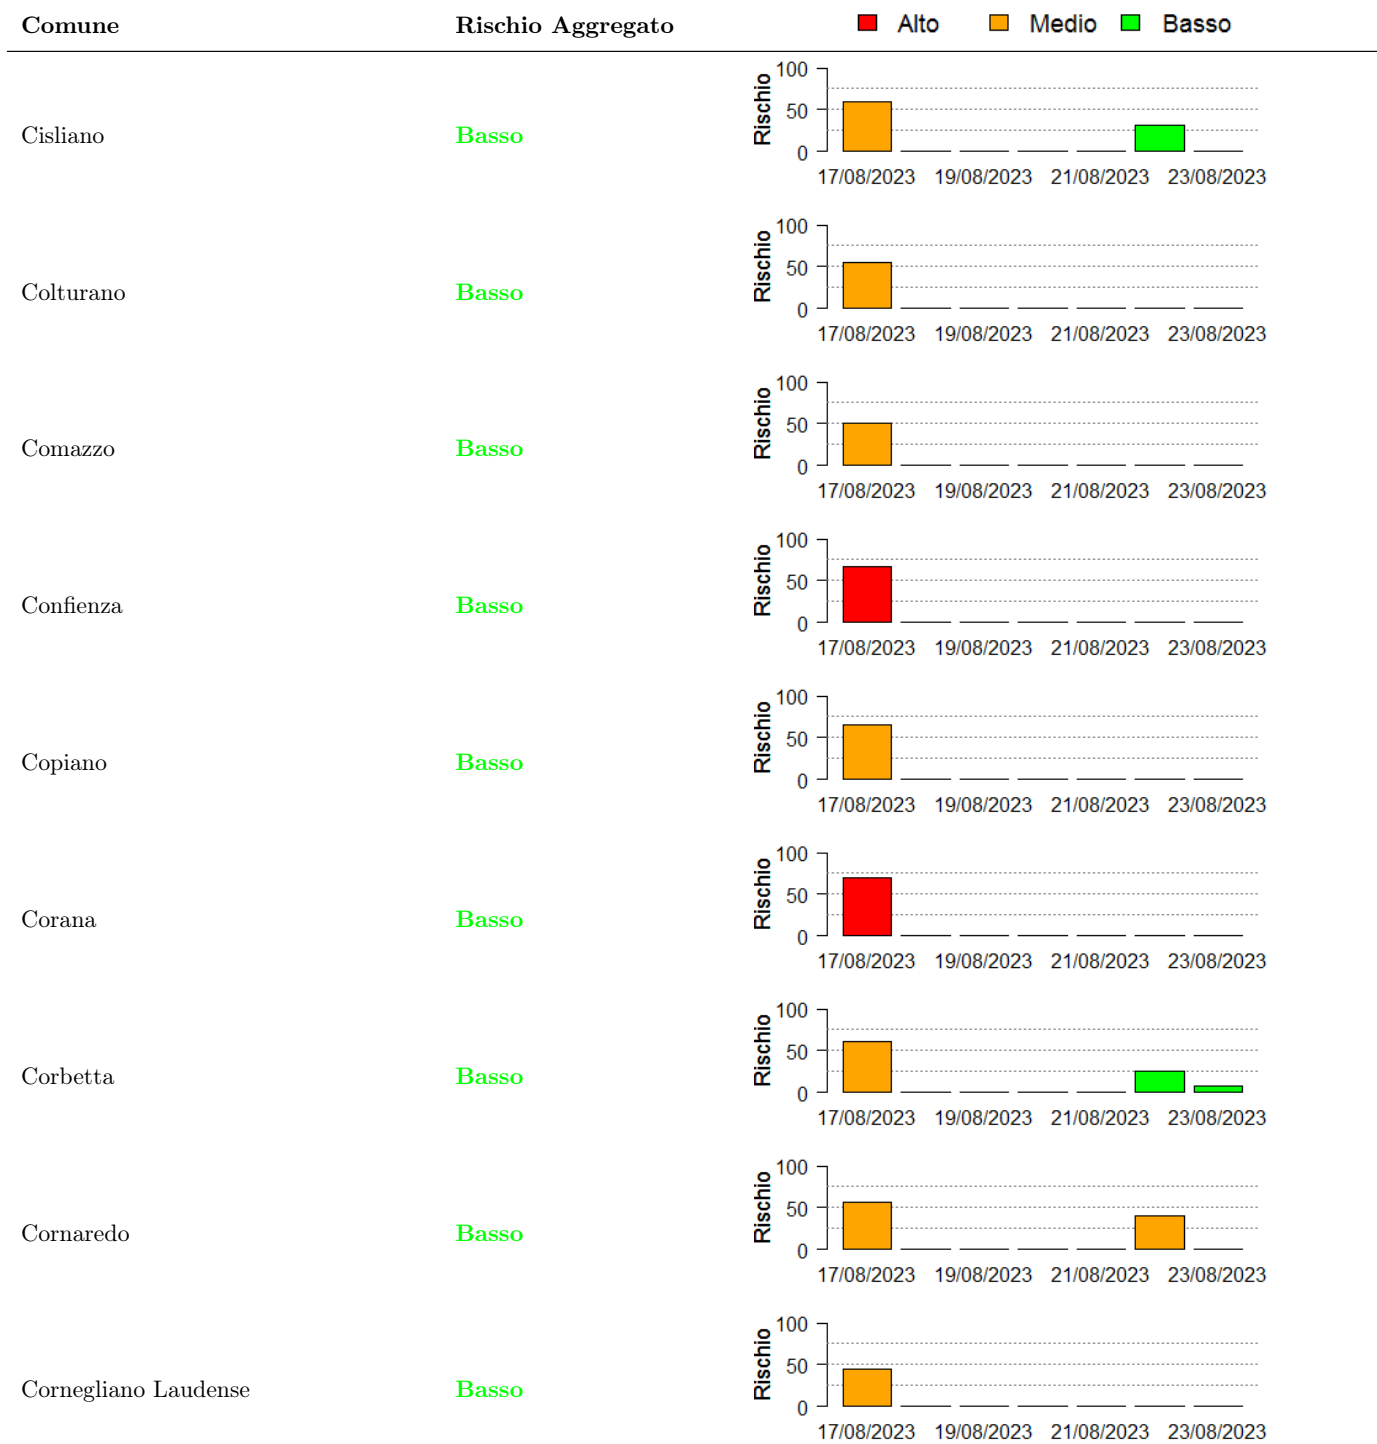 Comune Rischio Aggregato Alto Medio Basso
Cisliano Basso Rischio 100 50 0
17/08/2023 19/08/2023 21/08/2023 23/08/2023
Colturano Basso Rischio 100 50 0
17/08/2023 19/08/2023 21/08/2023 23/08/2023
Comazzo Basso Rischio 100 50 0
17/08/2023 19/08/2023 21/08/2023 23/08/2023
Confienza Basso Rischio 100 50 0
17/08/2023 19/08/2023 21/08/2023 23/08/2023
Copiano Basso Rischio 100 50 0
17/08/2023 19/08/2023 21/08/2023 23/08/2023
Corana Basso Rischio 100 50 0
17/08/2023 19/08/2023 21/08/2023 23/08/2023
Corbetta Basso Rischio 100 50 0
17/08/2023 19/08/2023 21/08/2023 23/08/2023
Cornaredo Basso Rischio 100 50 0
17/08/2023 19/08/2023 21/08/2023 23/08/2023
Cornegliano Laudense Basso Rischio 100 50 0
17/08/2023 19/08/2023 21/08/2023 23/08/2023